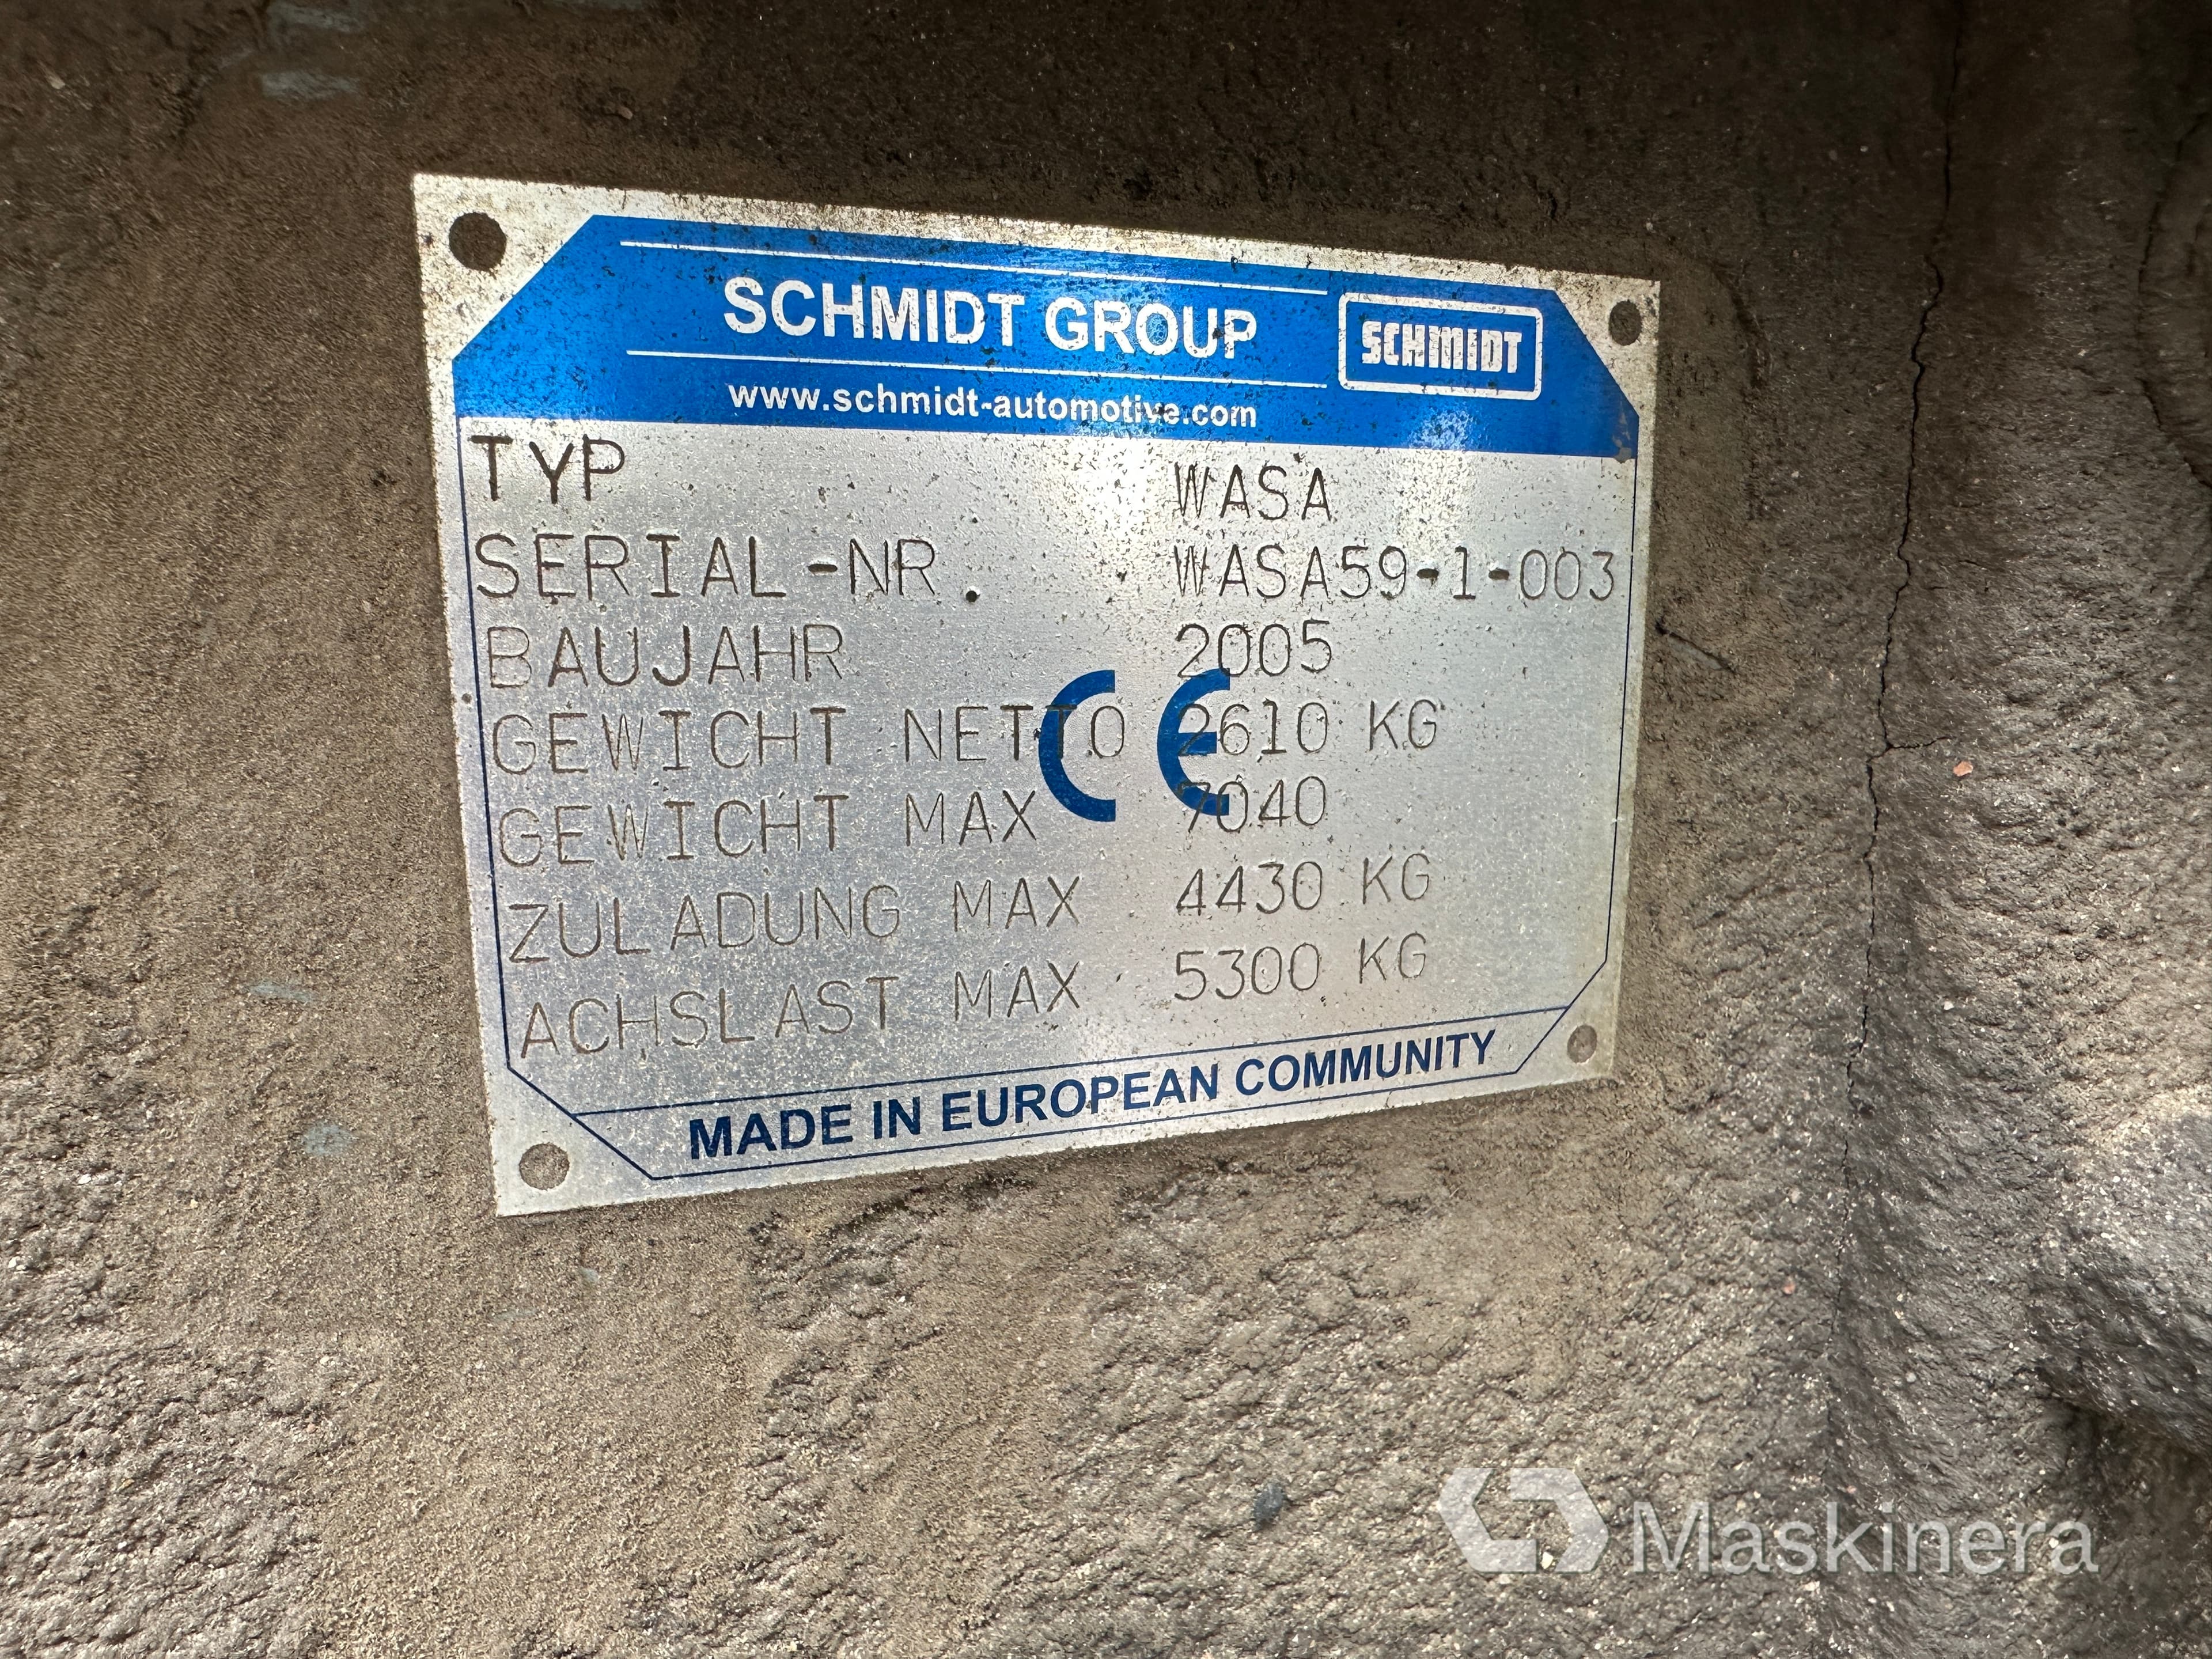 SCHMIDT GROUP SCHMIDT
www.schmidt-automotive.com
TYP WASA
SERIAL-NR. WASA59-1-003
BAUJAHR 2005
CE
GEWICHT NETTO 2610 KG
GEWICHT MAX 7040
ZULADUNG MAX 4430 KG
ACHSLAST MAX 5300 KG
MADE IN EUROPEAN COMMUNITY
Maskinera